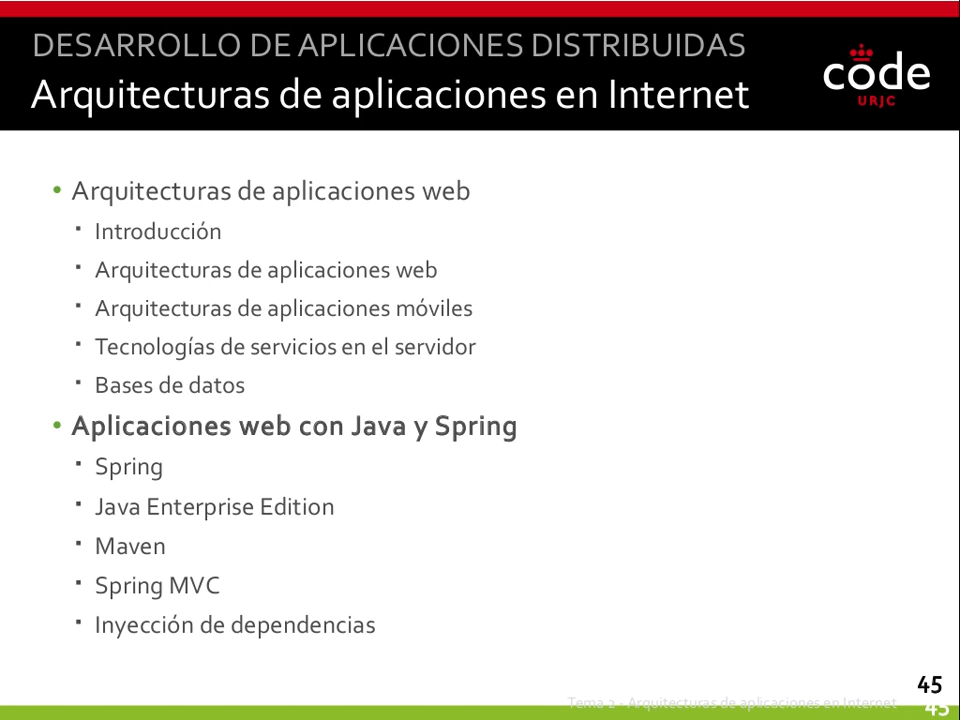 DESARROLLO DE APLICACIONES DISTRIBUIDAS
Arquitecturas de aplicaciones en Internet
code
URJC
• Arquitecturas de aplicaciones web
▪ Introducción
▪ Arquitecturas de aplicaciones web
▪ Arquitecturas de aplicaciones móviles
▪ Tecnologías de servicios en el servidor
▪ Bases de datos
• Aplicaciones web con Java y Spring
▪ Spring
▪ Java Enterprise Edition
▪ Maven
▪ Spring MVC
▪ Inyección de dependencias
45
Tema 2 - Arquitecturas de aplicaciones en Internet
45